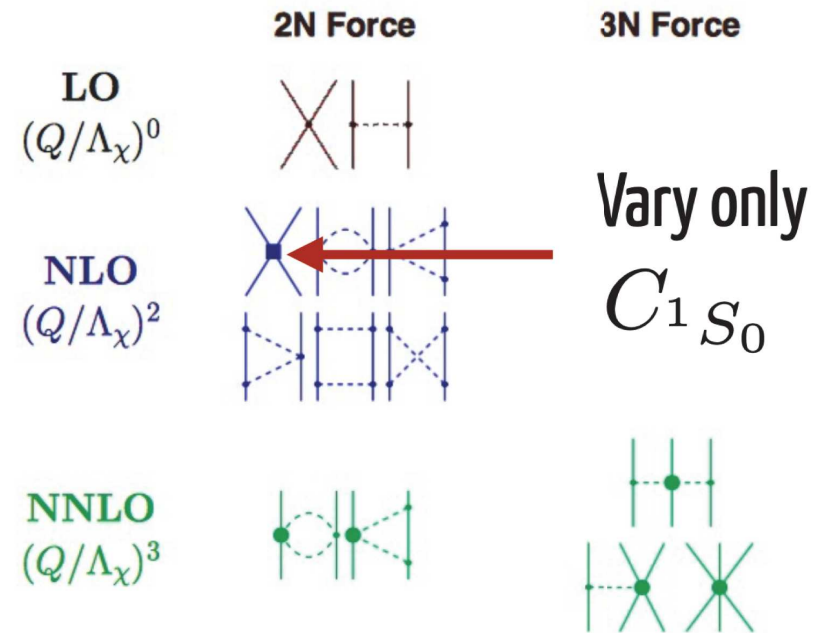 2N Force 3N Force
LO
(Q/Λχ)⁰
Vary only
NLO
(Q/Λχ)²
C₁S₀
NNLO
(Q/Λχ)³